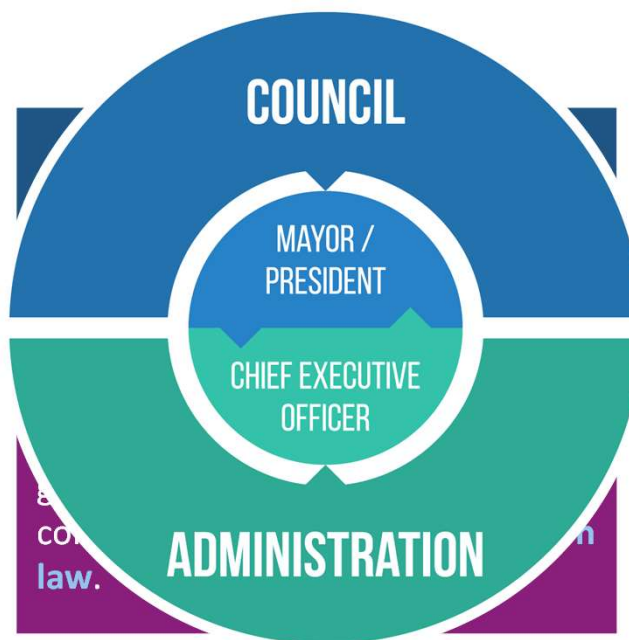 COUNCIL
MAYOR /
PRESIDENT
CHIEF EXECUTIVE
OFFICER
ADMINISTRATION
law.